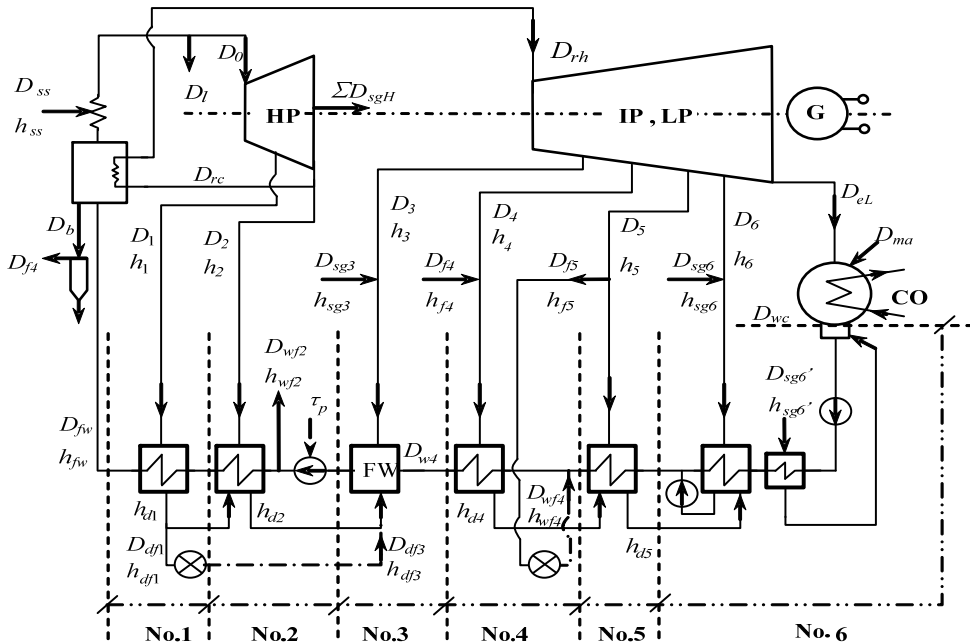 D_ss
h_ss
D_l
D_0
HP
ΣD_sgH
D_rh
IP , LP
G
D_rc
D_b
D_f4
D_1
h_1
D_2
h_2
D_3
h_3
D_4
h_4
D_5
h_5
D_6
h_6
D_eL
D_ma
CO
D_wc
D_sg3
h_sg3
D_f4
h_f4
D_f5
h_f5
D_sg6
h_sg6
D_wf2
h_wf2
τ_p
D_sg6'
h_sg6'
D_fw
h_fw
FW
D_w4
h_d1
h_d2
h_d4
D_wf4
h_wf4
h_d5
D_df1
h_df1
D_df3
h_df3
No.1
No.2
No.3
No.4
No.5
No.6